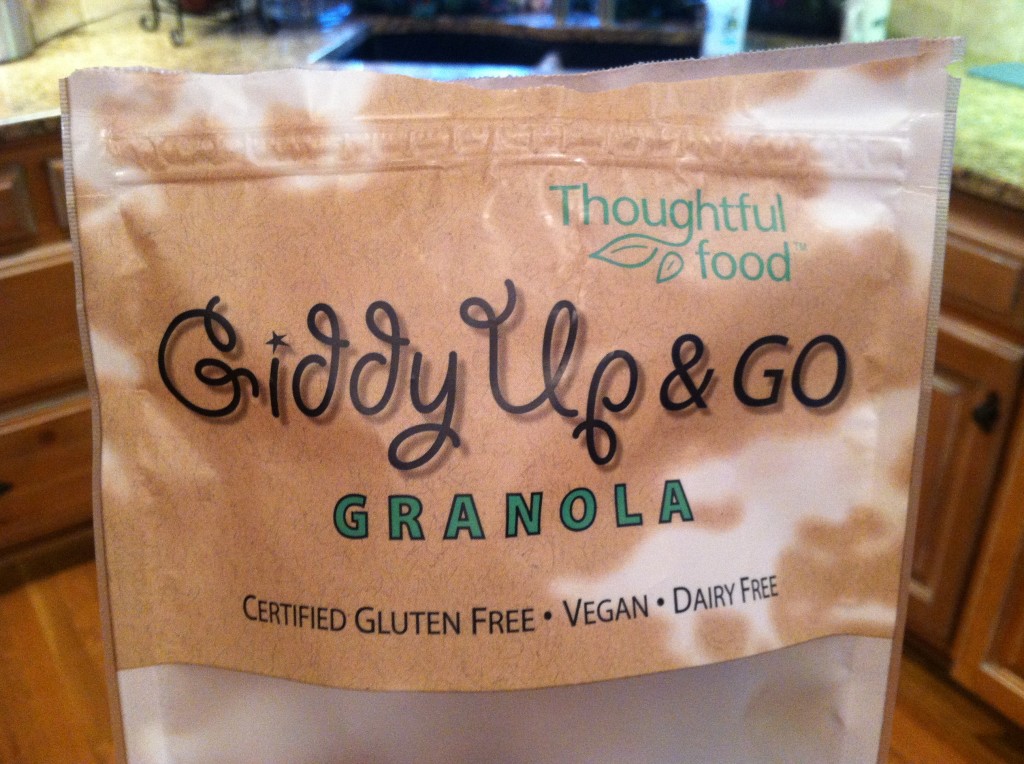 Thoughtful
food™
Giddy Up & GO
GRANOLA
CERTIFIED GLUTEN FREE • VEGAN • DAIRY FREE